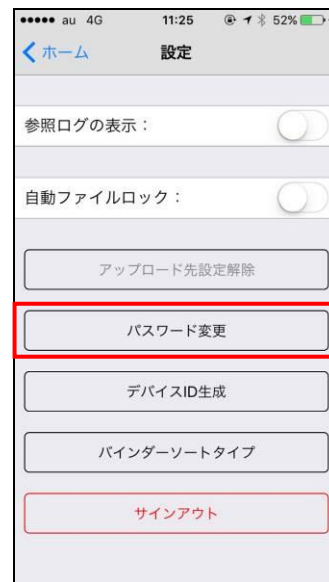 au 4G 11:25 52%
ホーム 設定
参照ログの表示：
自動ファイルロック：
アップロード先設定解除
パスワード変更
デバイスID生成
バインダーソートタイプ
サインアウト